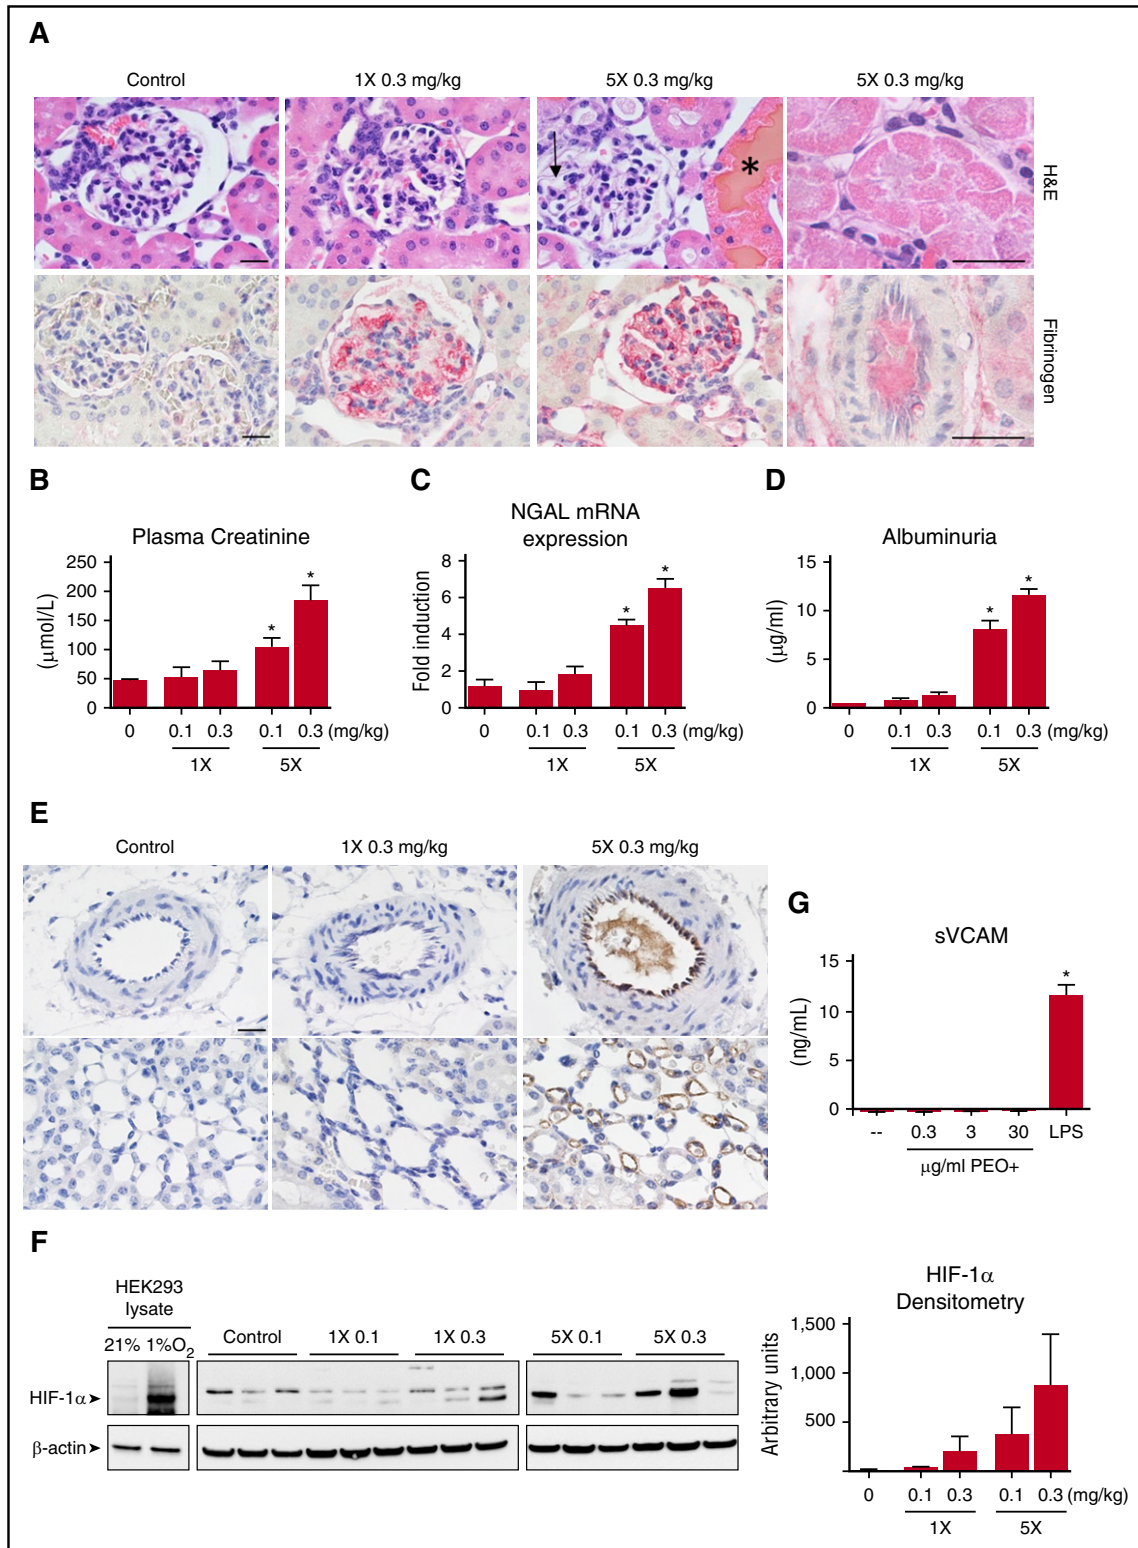 A
Control 1X 0.3 mg/kg 5X 0.3 mg/kg 5X 0.3 mg/kg
H&E
*
Fibrinogen
B
Plasma Creatinine
(μmol/L)
250
200
150
100
50
0
* *
0 0.1 0.3 0.1 0.3 (mg/kg)
1X 5X
C
NGAL mRNA
expression
Fold induction
8
6
4
2
0
* *
0 0.1 0.3 0.1 0.3 (mg/kg)
1X 5X
D
Albuminuria
(μg/ml)
15
10
5
0
* *
0 0.1 0.3 0.1 0.3 (mg/kg)
1X 5X
E
Control 1X 0.3 mg/kg 5X 0.3 mg/kg
G
sVCAM
(ng/mL)
15
10
5
0
*
-- 0.3 3 30 LPS
μg/ml PEO+
F
HEK293
lysate
21% 1%O2
Control 1X 0.1 1X 0.3 5X 0.1 5X 0.3
HIF-1α
β-actin
HIF-1α
Densitometry
Arbitrary units
1,500
1,000
500
0 0.1 0.3 0.1 0.3 (mg/kg)
1X 5X